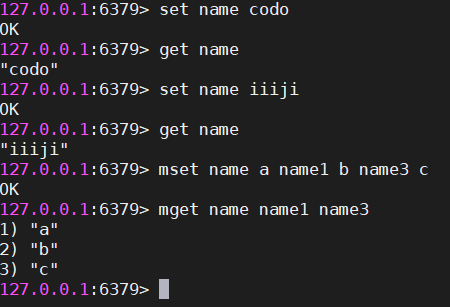 127.0.0.1:6379> set name codo
OK
127.0.0.1:6379> get name
"codo"
127.0.0.1:6379> set name iiiji
OK
127.0.0.1:6379> get name
"iiiji"
127.0.0.1:6379> mset name a name1 b name3 c
OK
127.0.0.1:6379> mget name name1 name3
1) "a"
2) "b"
3) "c"
127.0.0.1:6379>